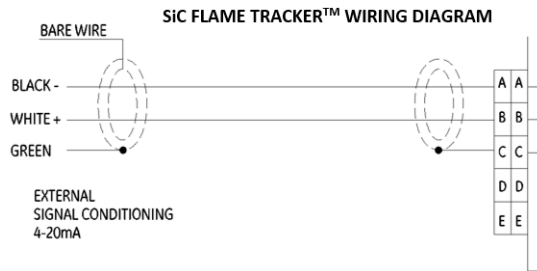 SiC FLAME TRACKER™ WIRING DIAGRAM
BARE WIRE
BLACK -
WHITE +
GREEN
A A
B B
C C
D D
E E
EXTERNAL
SIGNAL CONDITIONING
4-20mA